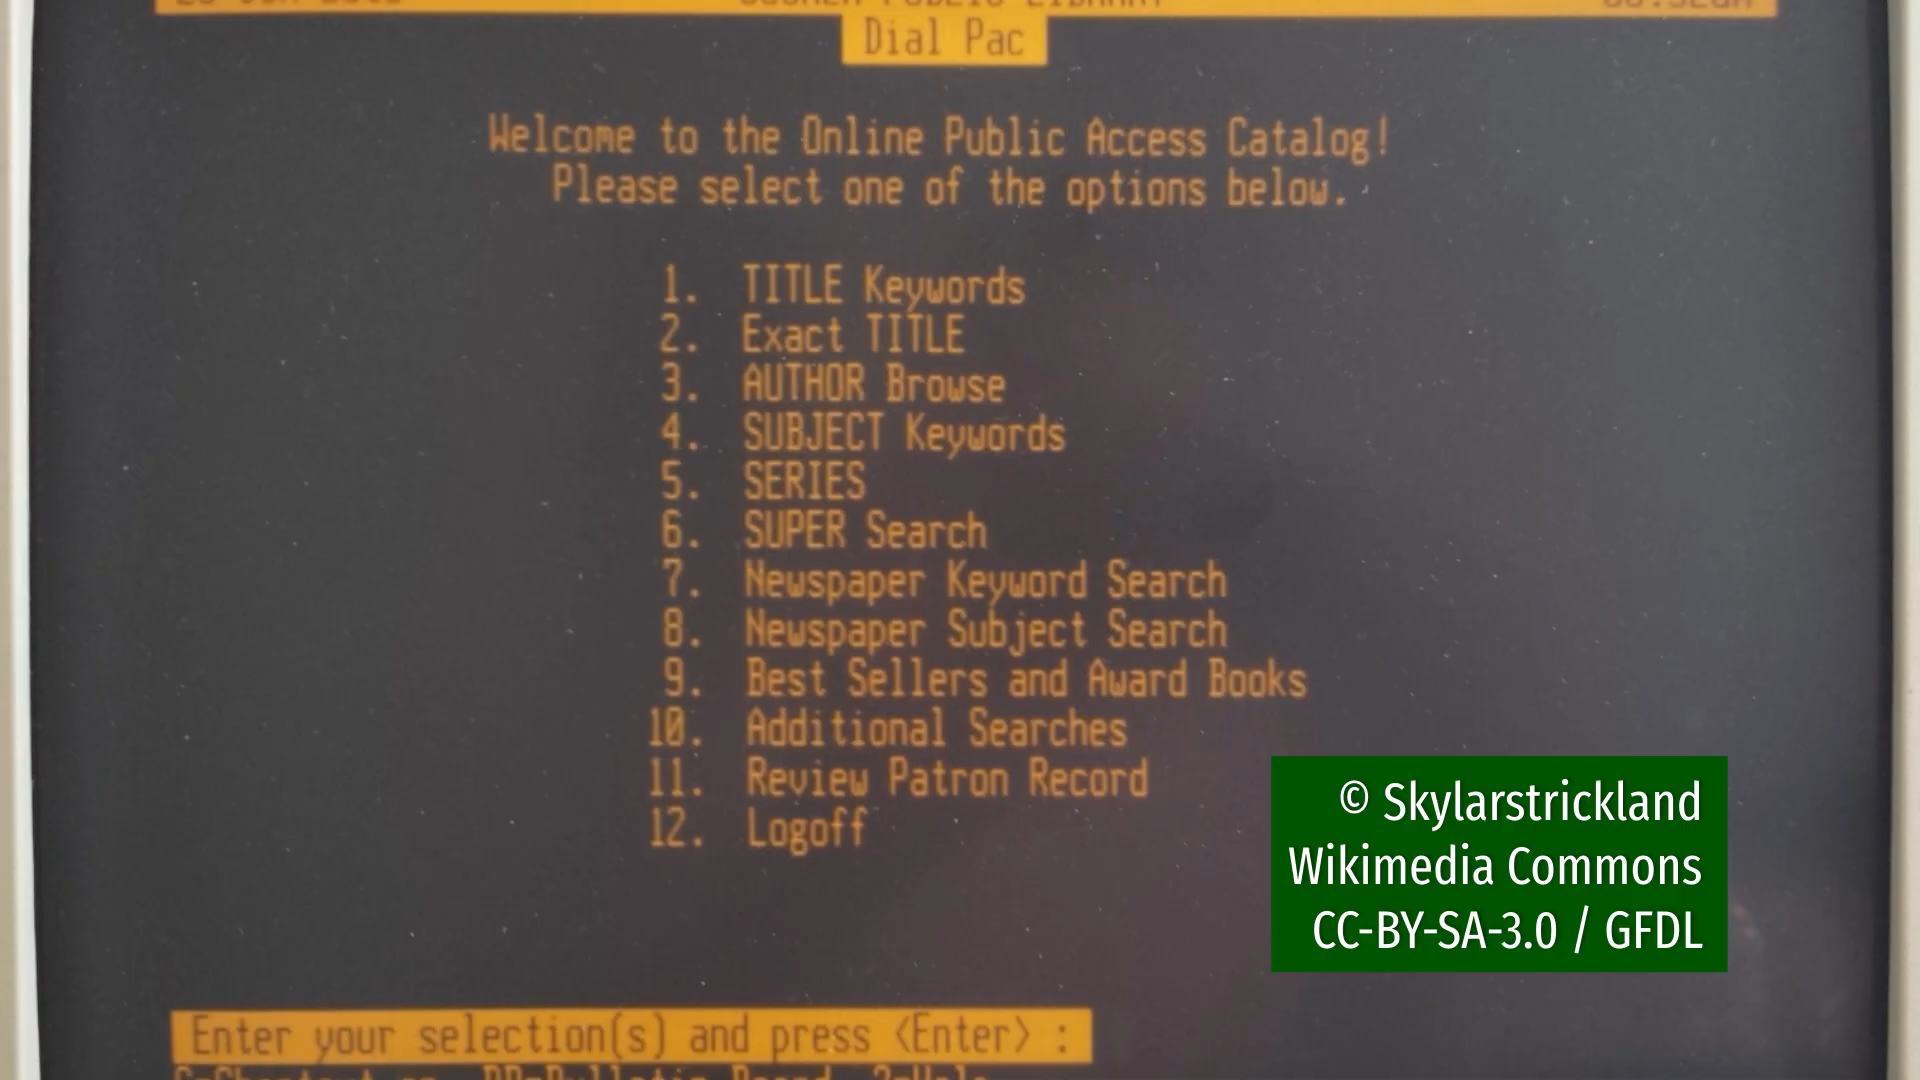 PUBLIC LIBRARY
Dial Pac
Welcome to the Online Public Access Catalog!
Please select one of the options below.
1. TITLE Keywords
2. Exact TITLE
3. AUTHOR Browse
4. SUBJECT Keywords
5. SERIES
6. SUPER Search
7. Newspaper Keyword Search
8. Newspaper Subject Search
9. Best Sellers and Award Books
10. Additional Searches
11. Review Patron Record
12. Logoff
© Skylarstrickland
Wikimedia Commons
CC-BY-SA-3.0 / GFDL
Enter your selection(s) and press <Enter> :